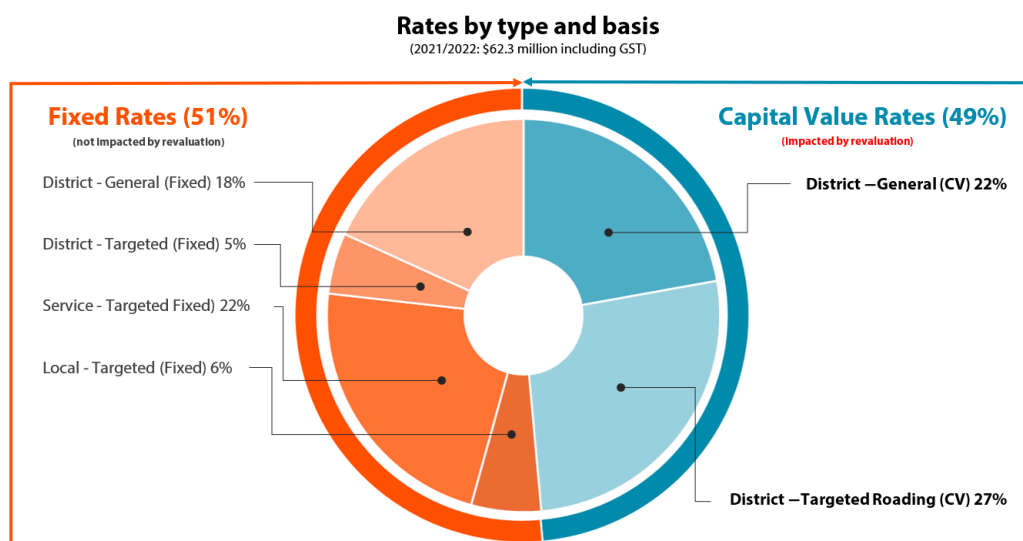 Rates by type and basis
(2021/2022: $62.3 million including GST)
Fixed Rates (51%)
(not impacted by revaluation)
District - General (Fixed) 18%
District - Targeted (Fixed) 5%
Service - Targeted Fixed) 22%
Local - Targeted (Fixed) 6%
Capital Value Rates (49%)
(impacted by revaluation)
District –General (CV) 22%
District –Targeted Roading (CV) 27%